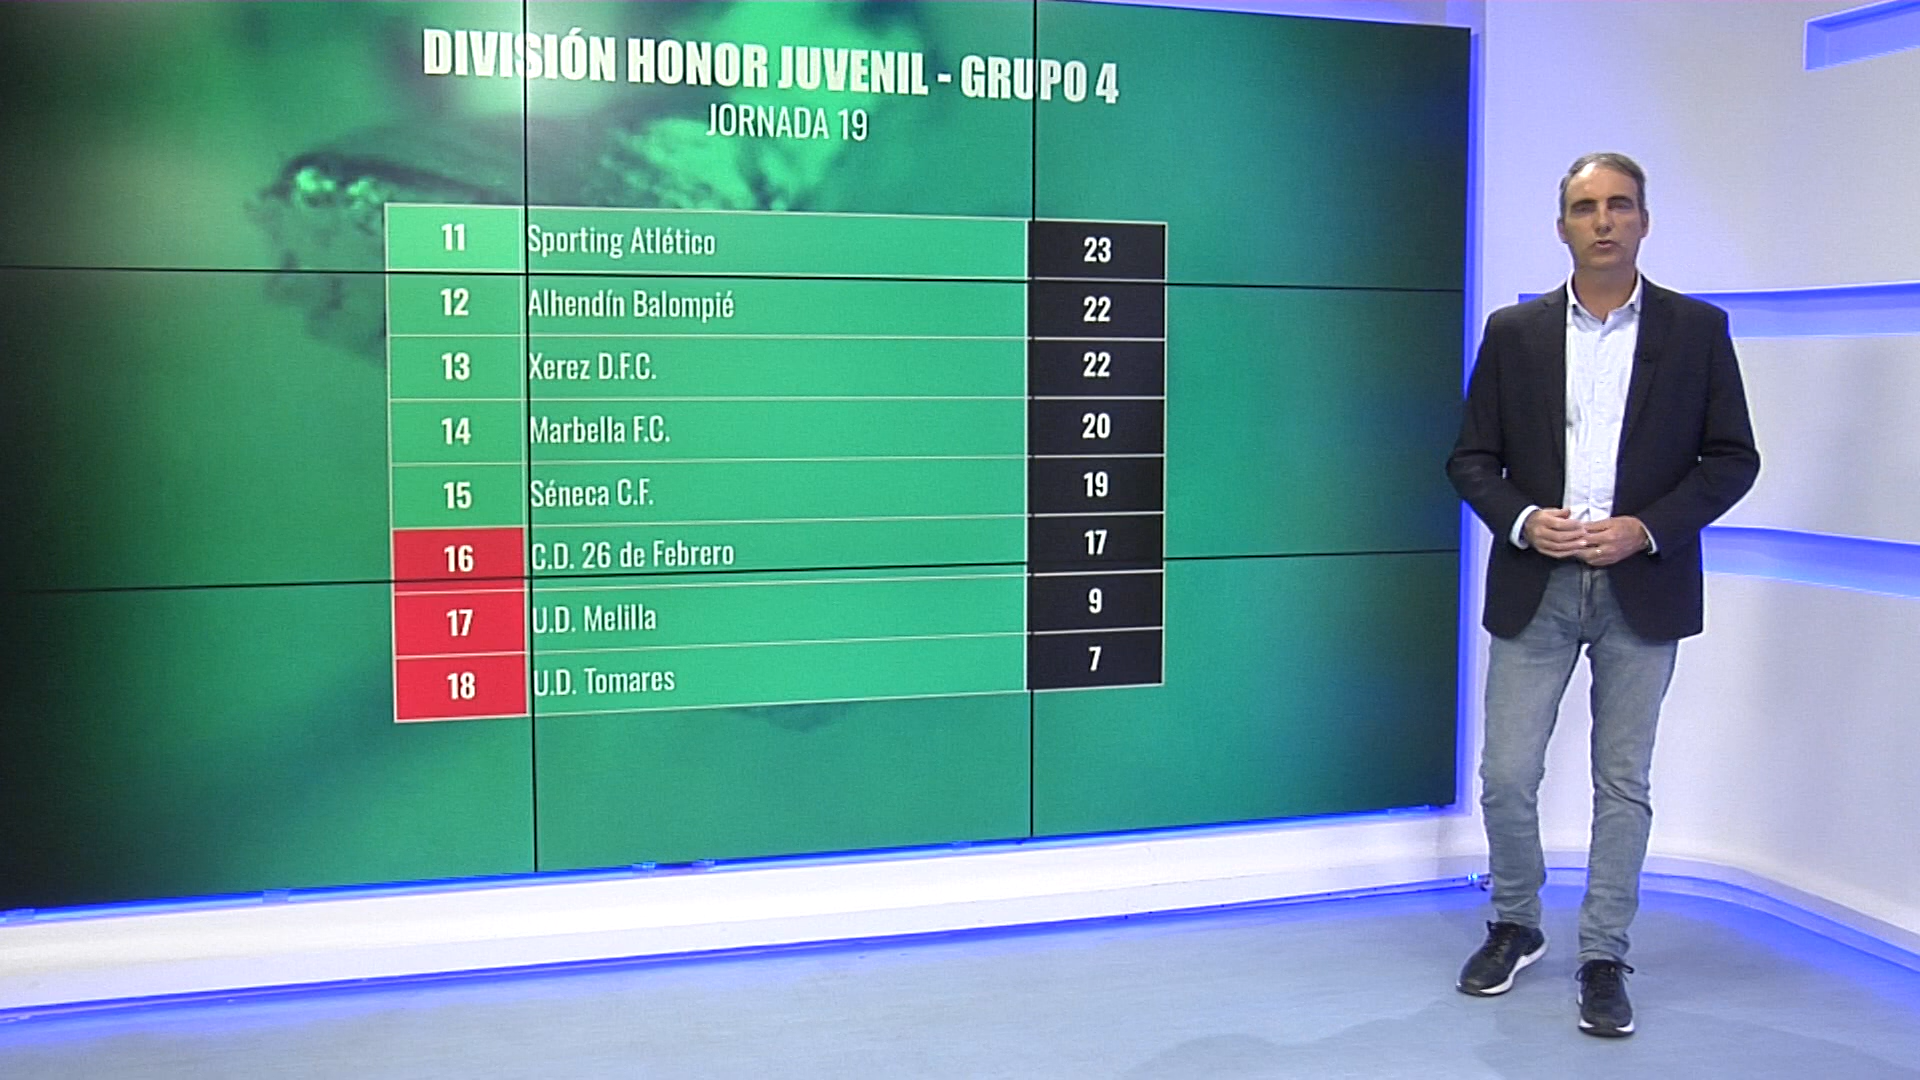 DIVISIÓN HONOR JUVENIL - GRUPO 4
JORNADA 19
11 Sporting Atlético 23
12 Alhendín Balompié 22
13 Xerez D.F.C. 22
14 Marbella F.C. 20
15 Séneca C.F. 19
16 C.D. 26 de Febrero 17
17 U.D. Melilla 9
18 U.D. Tomares 7